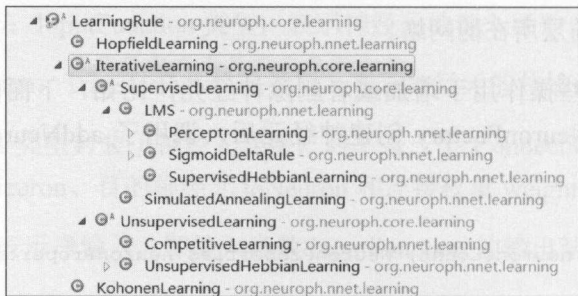 LearningRule - org.neuroph.core.learning
HopfieldLearning - org.neuroph.nnet.learning
IterativeLearning - org.neuroph.core.learning
SupervisedLearning - org.neuroph.core.learning
LMS - org.neuroph.nnet.learning
PerceptronLearning - org.neuroph.nnet.learning
SigmoidDeltaRule - org.neuroph.nnet.learning
SupervisedHebbianLearning - org.neuroph.nnet.learning
SimulatedAnnealingLearning - org.neuroph.nnet.learning
UnsupervisedLearning - org.neuroph.core.learning
CompetitiveLearning - org.neuroph.nnet.learning
UnsupervisedHebbianLearning - org.neuroph.nnet.learning
KohonenLearning - org.neuroph.nnet.learning